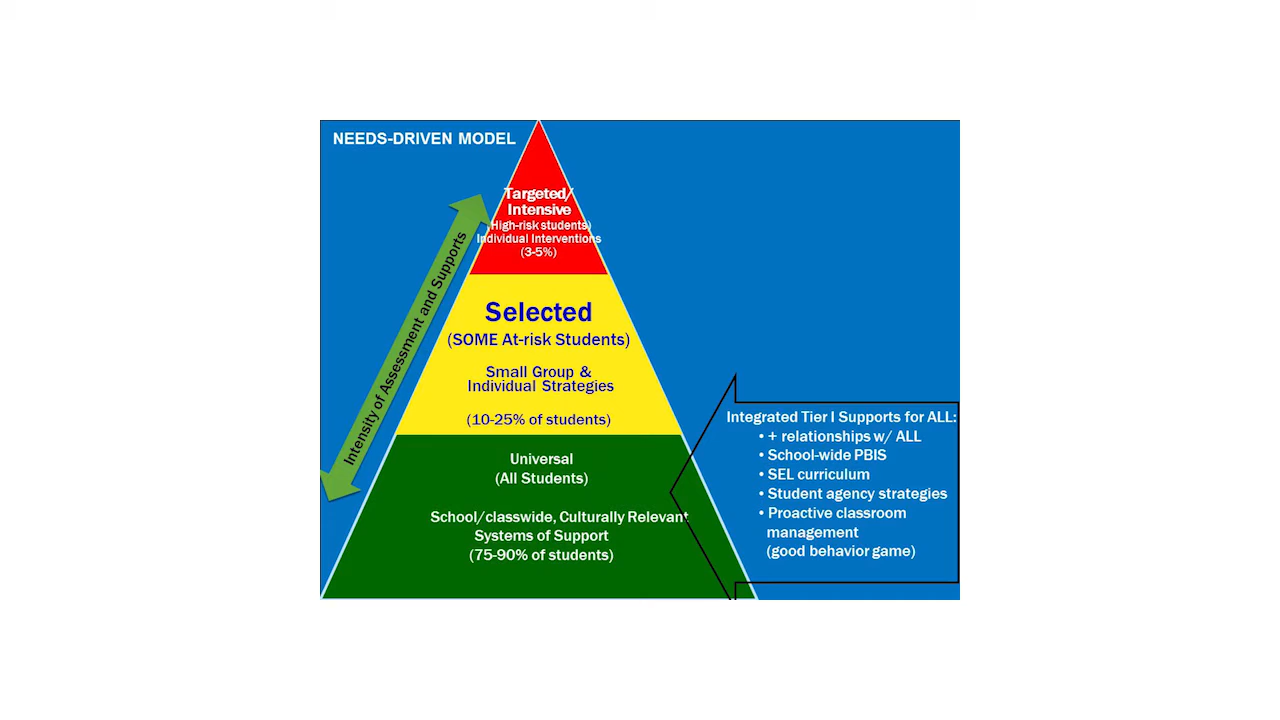 NEEDS-DRIVEN MODEL
Targeted/
Intensive
(High-risk students)
Individual Interventions
(3-5%)
Intensity of Assessment and Supports
Selected
(SOME At-risk Students)
Small Group &
Individual Strategies
(10-25% of students)
Universal
(All Students)
School/classwide, Culturally Relevant
Systems of Support
(75-90% of students)
Integrated Tier I Supports for ALL:
• + relationships w/ ALL
• School-wide PBIS
• SEL curriculum
• Student agency strategies
• Proactive classroom
management
(good behavior game)